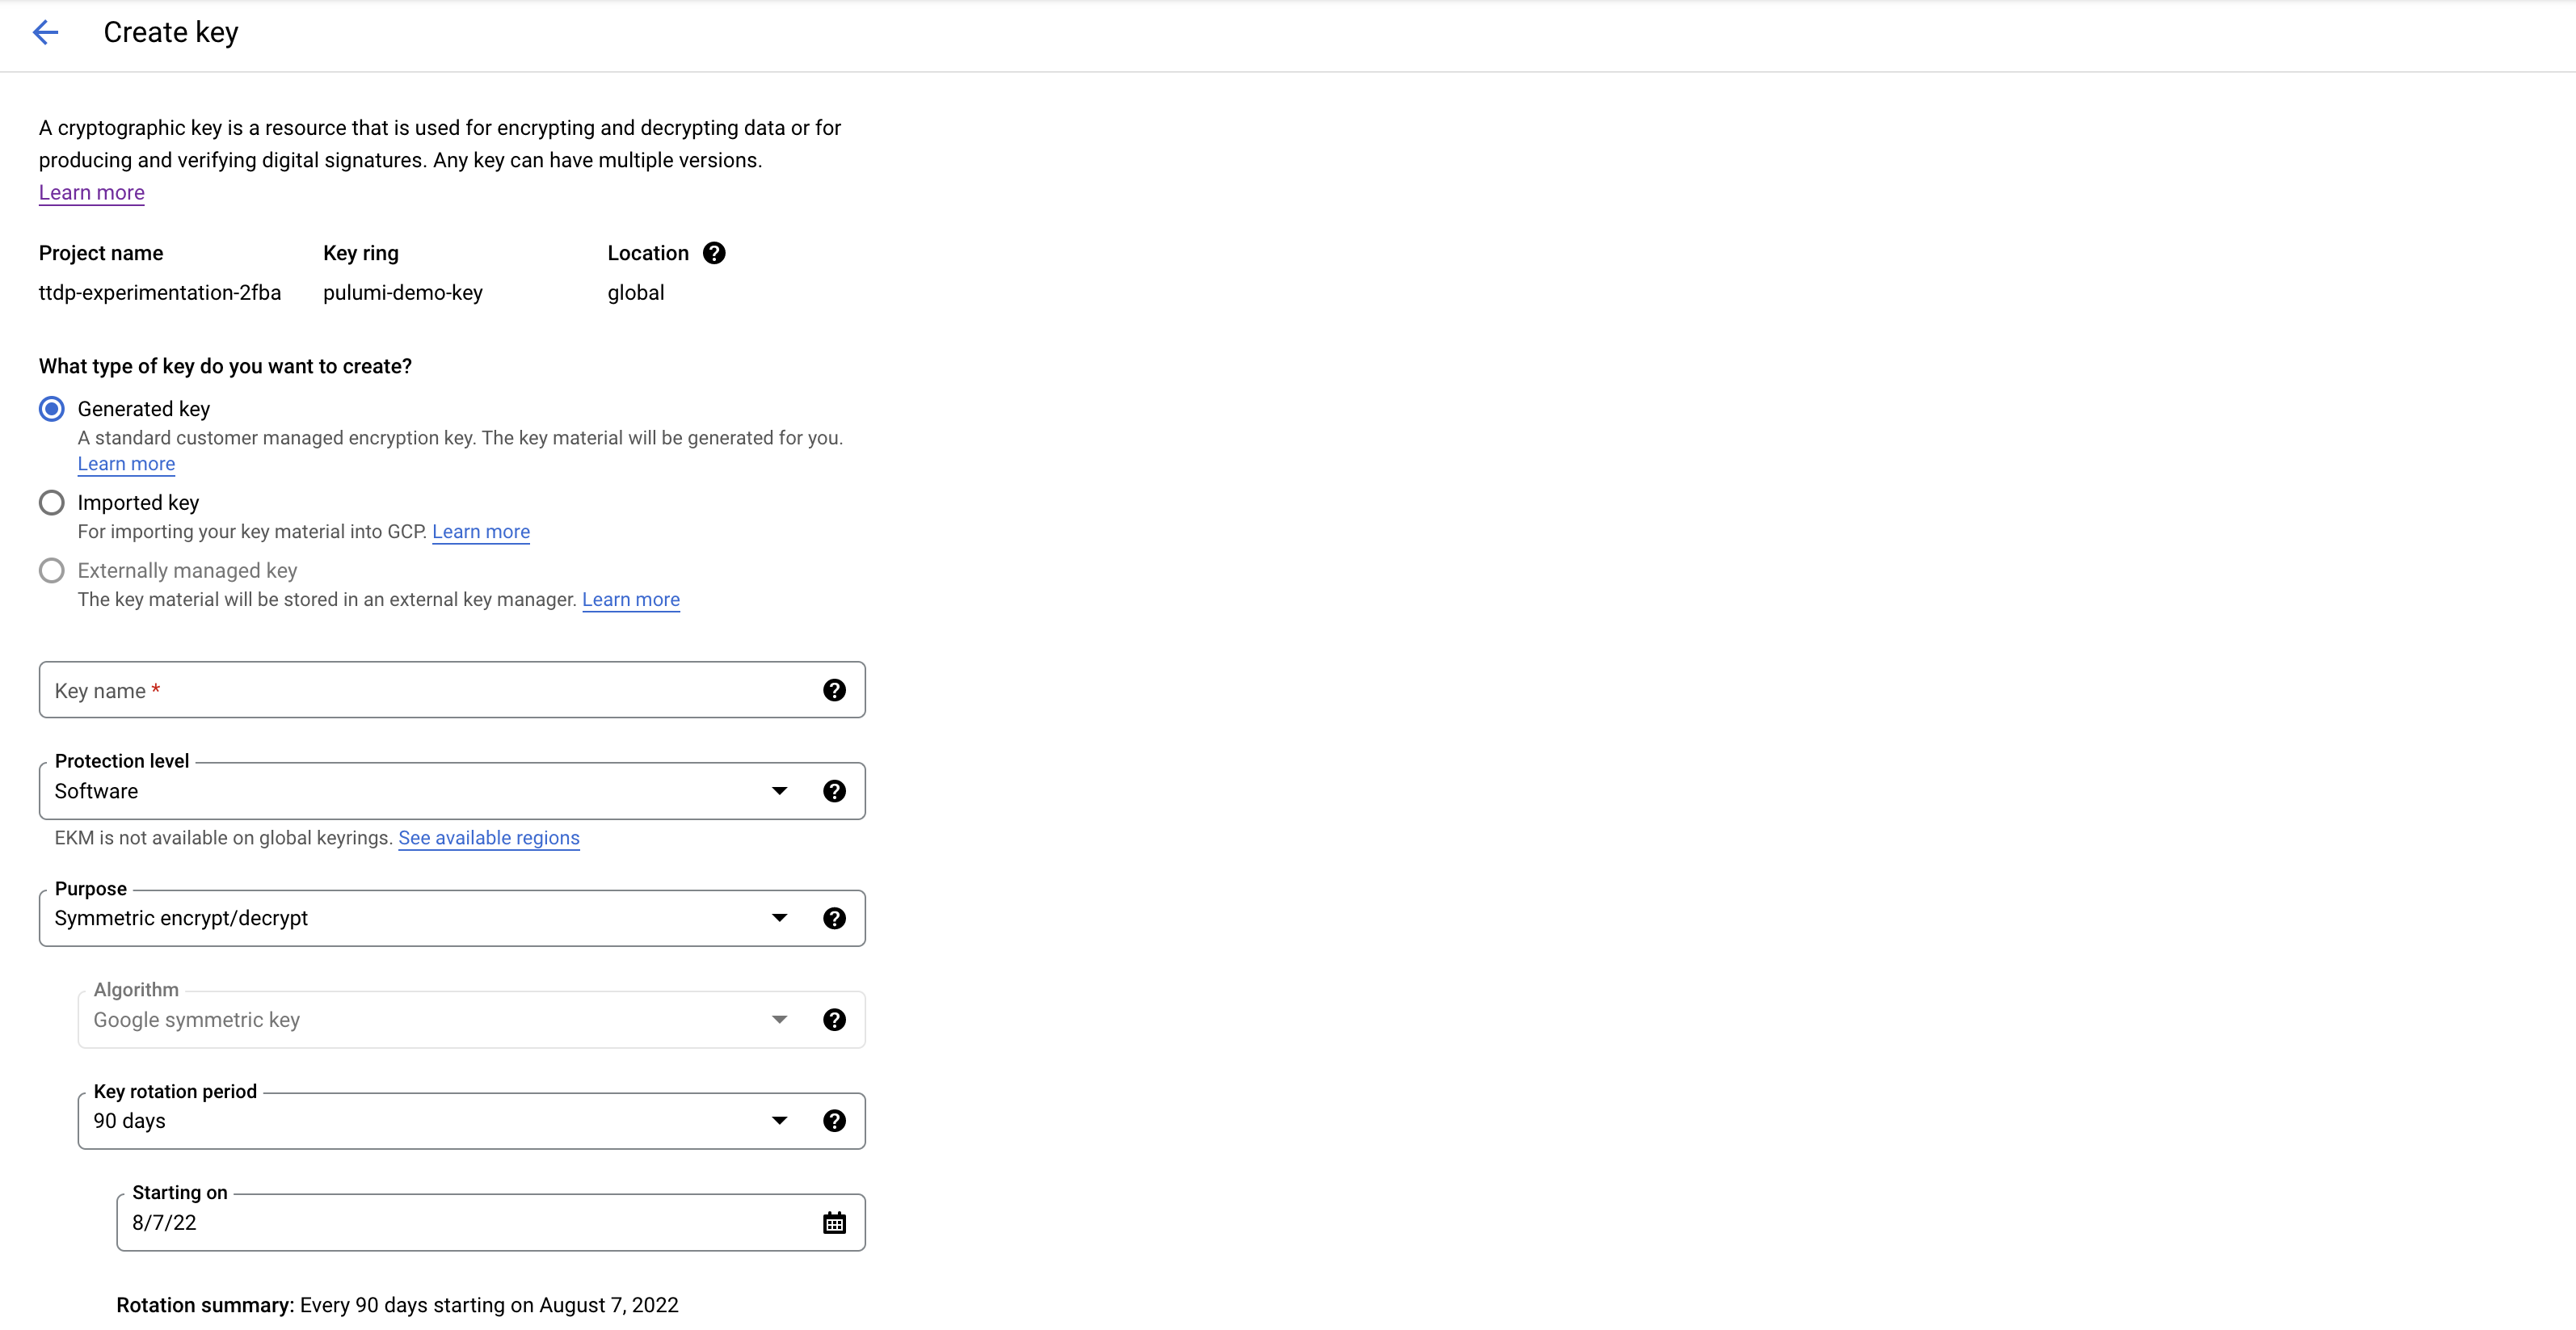 Create key
A cryptographic key is a resource that is used for encrypting and decrypting data or for
producing and verifying digital signatures. Any key can have multiple versions.
Learn more
Project name Key ring Location
ttdp-experimentation-2fba pulumi-demo-key global
What type of key do you want to create?
Generated key
A standard customer managed encryption key. The key material will be generated for you.
Learn more
Imported key
For importing your key material into GCP. Learn more
Externally managed key
The key material will be stored in an external key manager. Learn more
Key name *
Protection level
Software
EKM is not available on global keyrings. See available regions
Purpose
Symmetric encrypt/decrypt
Algorithm
Google symmetric key
Key rotation period
90 days
Starting on
8/7/22
Rotation summary: Every 90 days starting on August 7, 2022